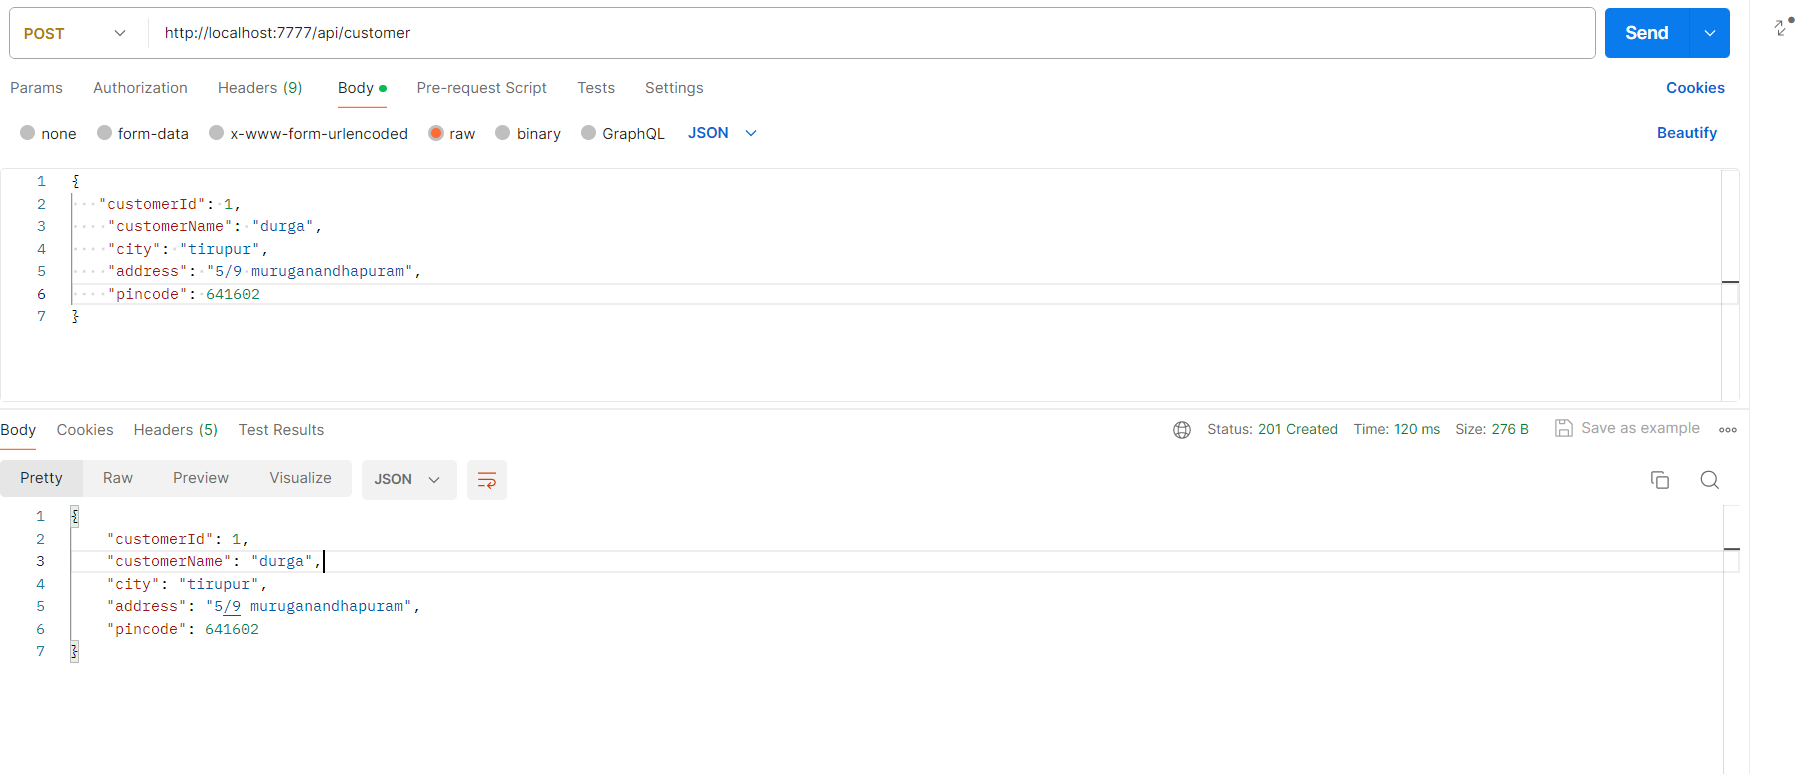 POST http://localhost:7777/api/customer Send
Params Authorization Headers (9) Body Pre-request Script Tests Settings Cookies
none form-data x-www-form-urlencoded raw binary GraphQL JSON Beautify
1 {
2 "customerId": 1,
3 "customerName": "durga",
4 "city": "tirupur",
5 "address": "5/9 muruganandhapuram",
6 "pincode": 641602
7 }
Body Cookies Headers (5) Test Results Status: 201 Created Time: 120 ms Size: 276 B Save as example
Pretty Raw Preview Visualize JSON
1 {
2 "customerId": 1,
3 "customerName": "durga",
4 "city": "tirupur",
5 "address": "5/9 muruganandhapuram",
6 "pincode": 641602
7 }